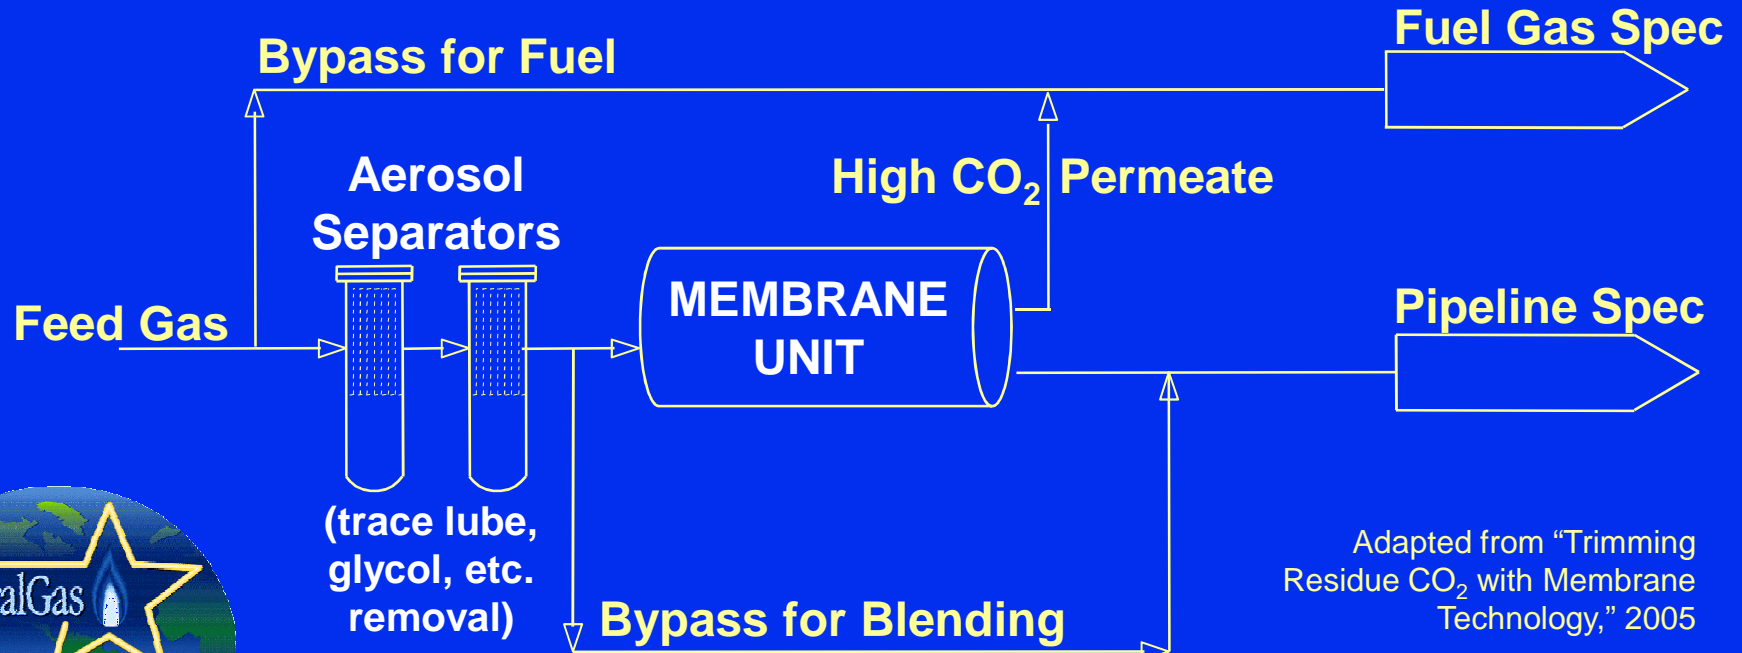 Fuel Gas Spec
Bypass for Fuel
Aerosol
Separators
High CO₂ Permeate
Feed Gas
MEMBRANE
UNIT
Pipeline Spec
(trace lube,
glycol, etc.
removal)
Bypass for Blending
Adapted from “Trimming
Residue CO₂ with Membrane
Technology,” 2005
alGas